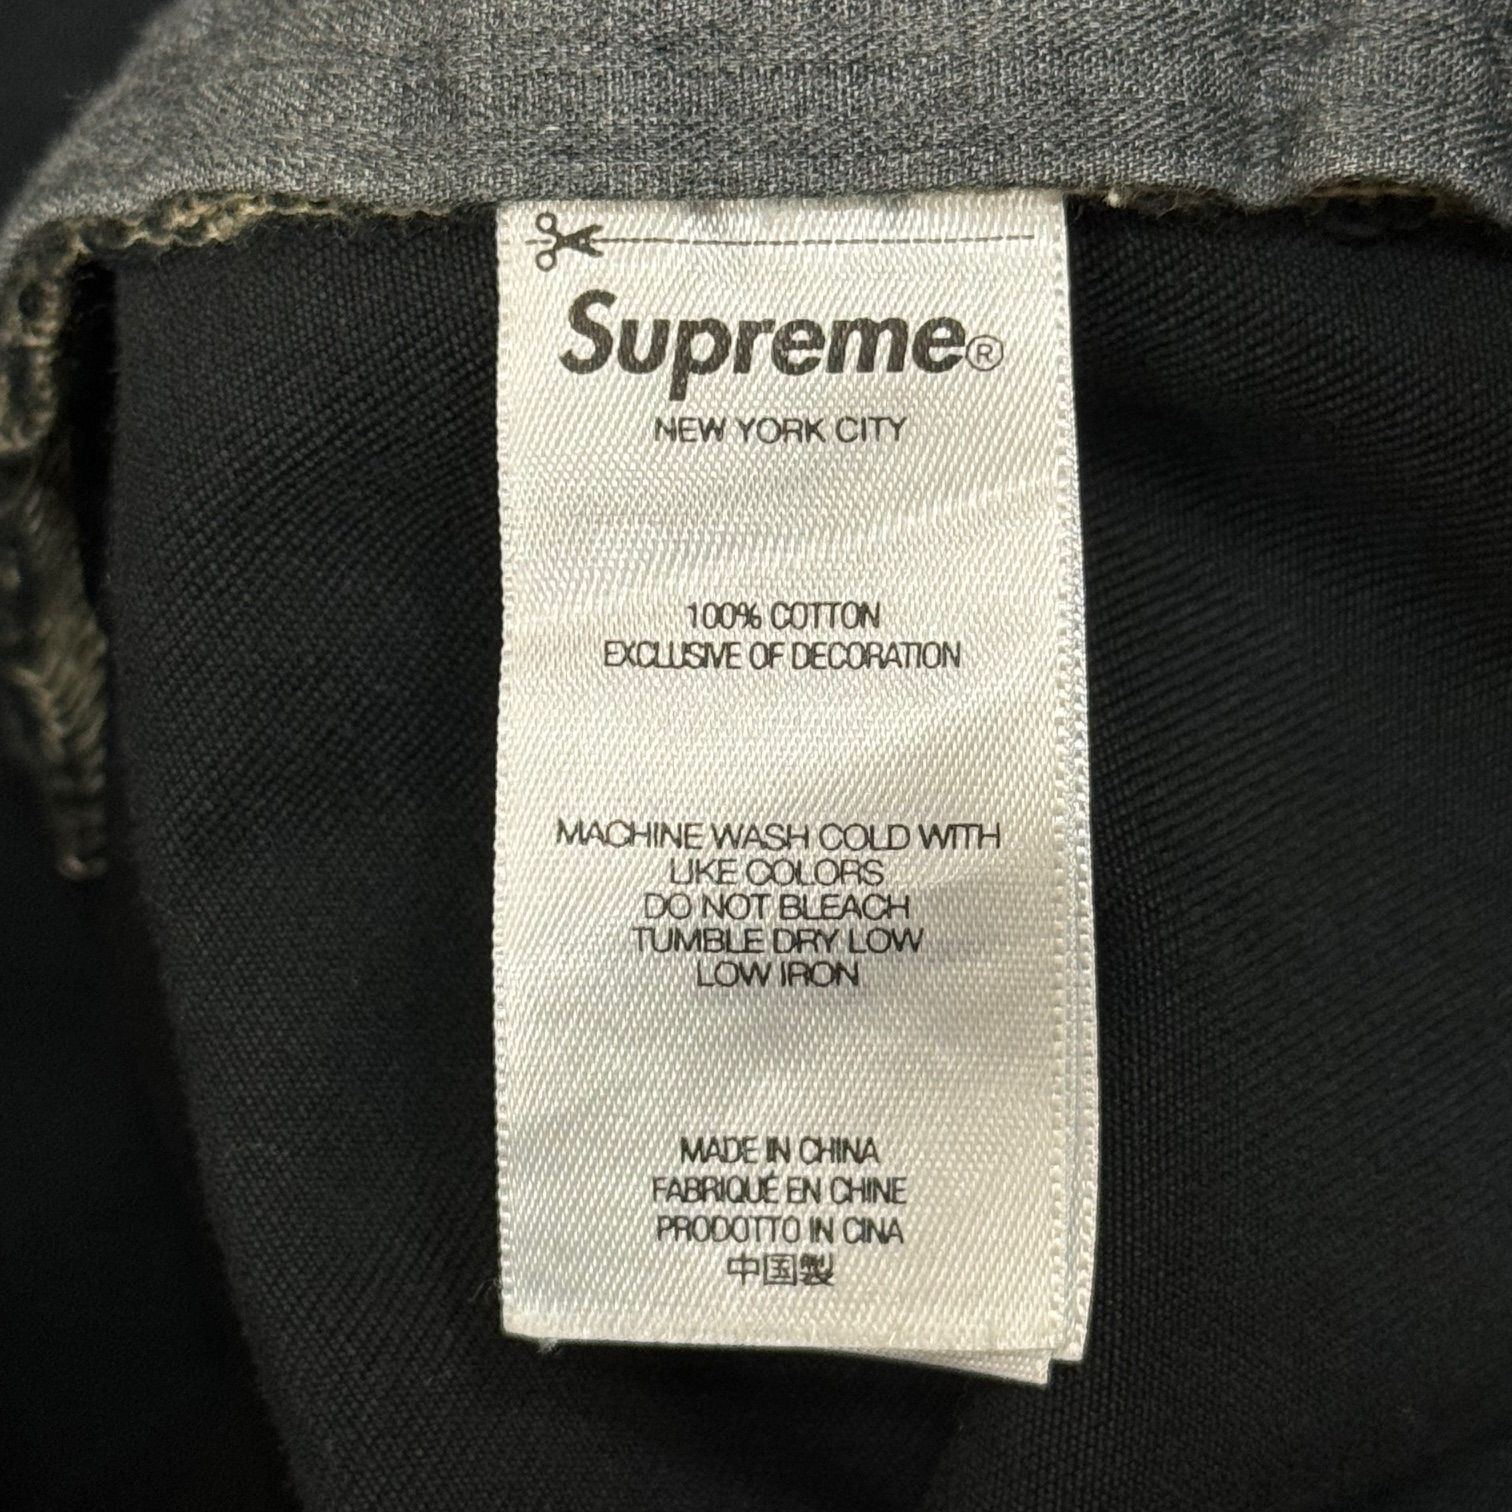 Supreme®
NEW YORK CITY
100% COTTON
EXCLUSIVE OF DECORATION
MACHINE WASH COLD WITH
LIKE COLORS
DO NOT BLEACH
TUMBLE DRY LOW
LOW IRON
MADE IN CHINA
FABRIQUÉ EN CHINE
PRODOTTO IN CINA
中国製